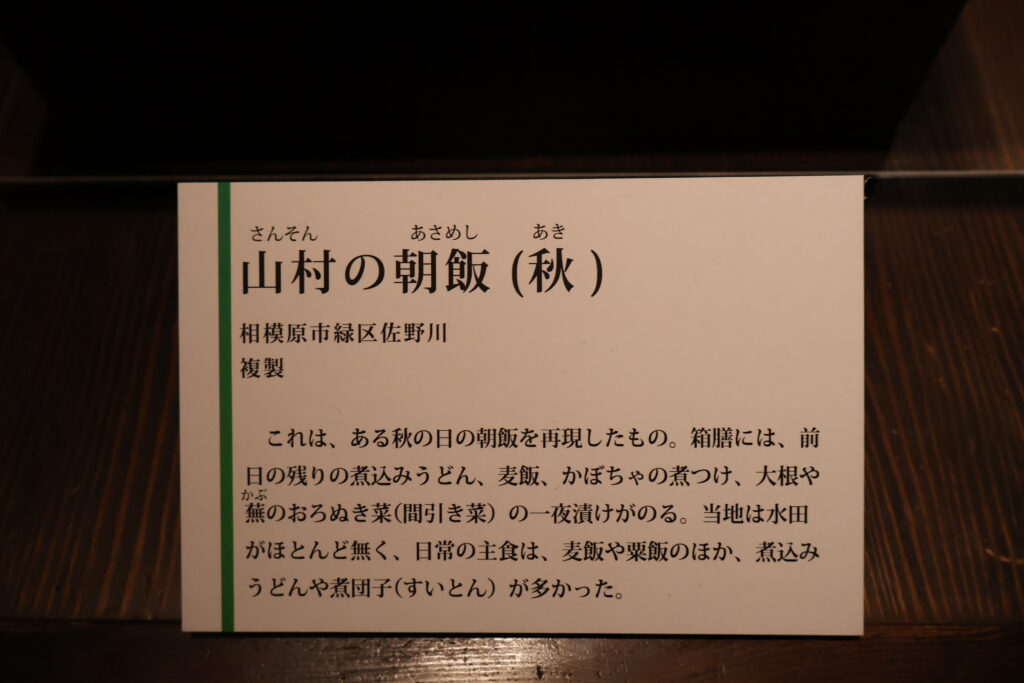 さんそん あさめし あき
山村の朝飯(秋)
相模原市緑区佐野川
複製
これは、ある秋の日の朝飯を再現したもの。箱膳には、前
日の残りの煮込みうどん、麦飯、かぼちゃの煮つけ、大根や
かぶ
蕪のおろぬき菜(間引き菜)の一夜漬けがのる。当地は水田
がほとんど無く、日常の主食は、麦飯や粟飯のほか、煮込み
うどんや煮団子(すいとん)が多かった。